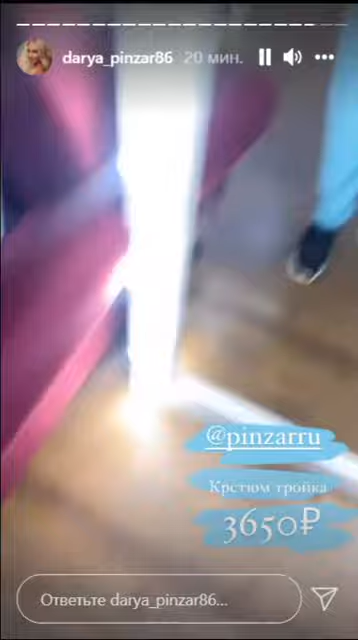 darya_pinzar86 20 мин.
@pinzarru
Крстюм тройка
3650₽
Ответьте darya_pinzar86...